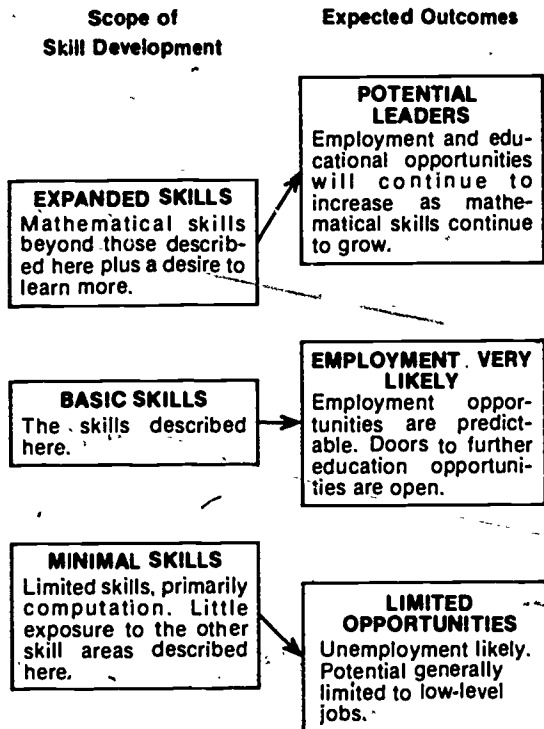 Scope of
Skill Development
Expected Outcomes
POTENTIAL
LEADERS
Employment and edu-
cational opportunities
will continue to
increase as mathe-
matical skills continue
to grow.
EXPANDED SKILLS
Mathematical skills
beyond those describ-
ed here plus a desire to
learn more.
EMPLOYMENT VERY
LIKELY
Employment oppor-
tunities are predict-
able. Doors to further
education opportuni-
ties are open.
BASIC SKILLS
The skills described
here.
MINIMAL SKILLS
Limited skills, primarily
computation. Little
exposure to the other
skill areas described
here.
LIMITED
OPPORTUNITIES
Unemployment likely.
Potential generally
limited to low-level
jobs.